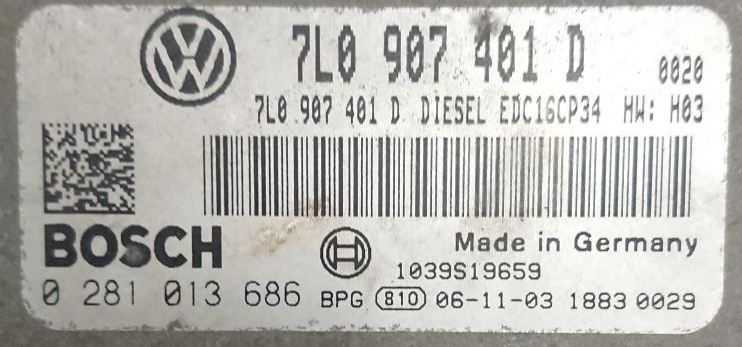 7L0 907 401 D 0020
7L0 907 401 D DIESEL EDC16CP34 HW: H03
BOSCH
Made in Germany
1039S19659
0 281 013 686 BPG 810 06-11-03 1883 0029